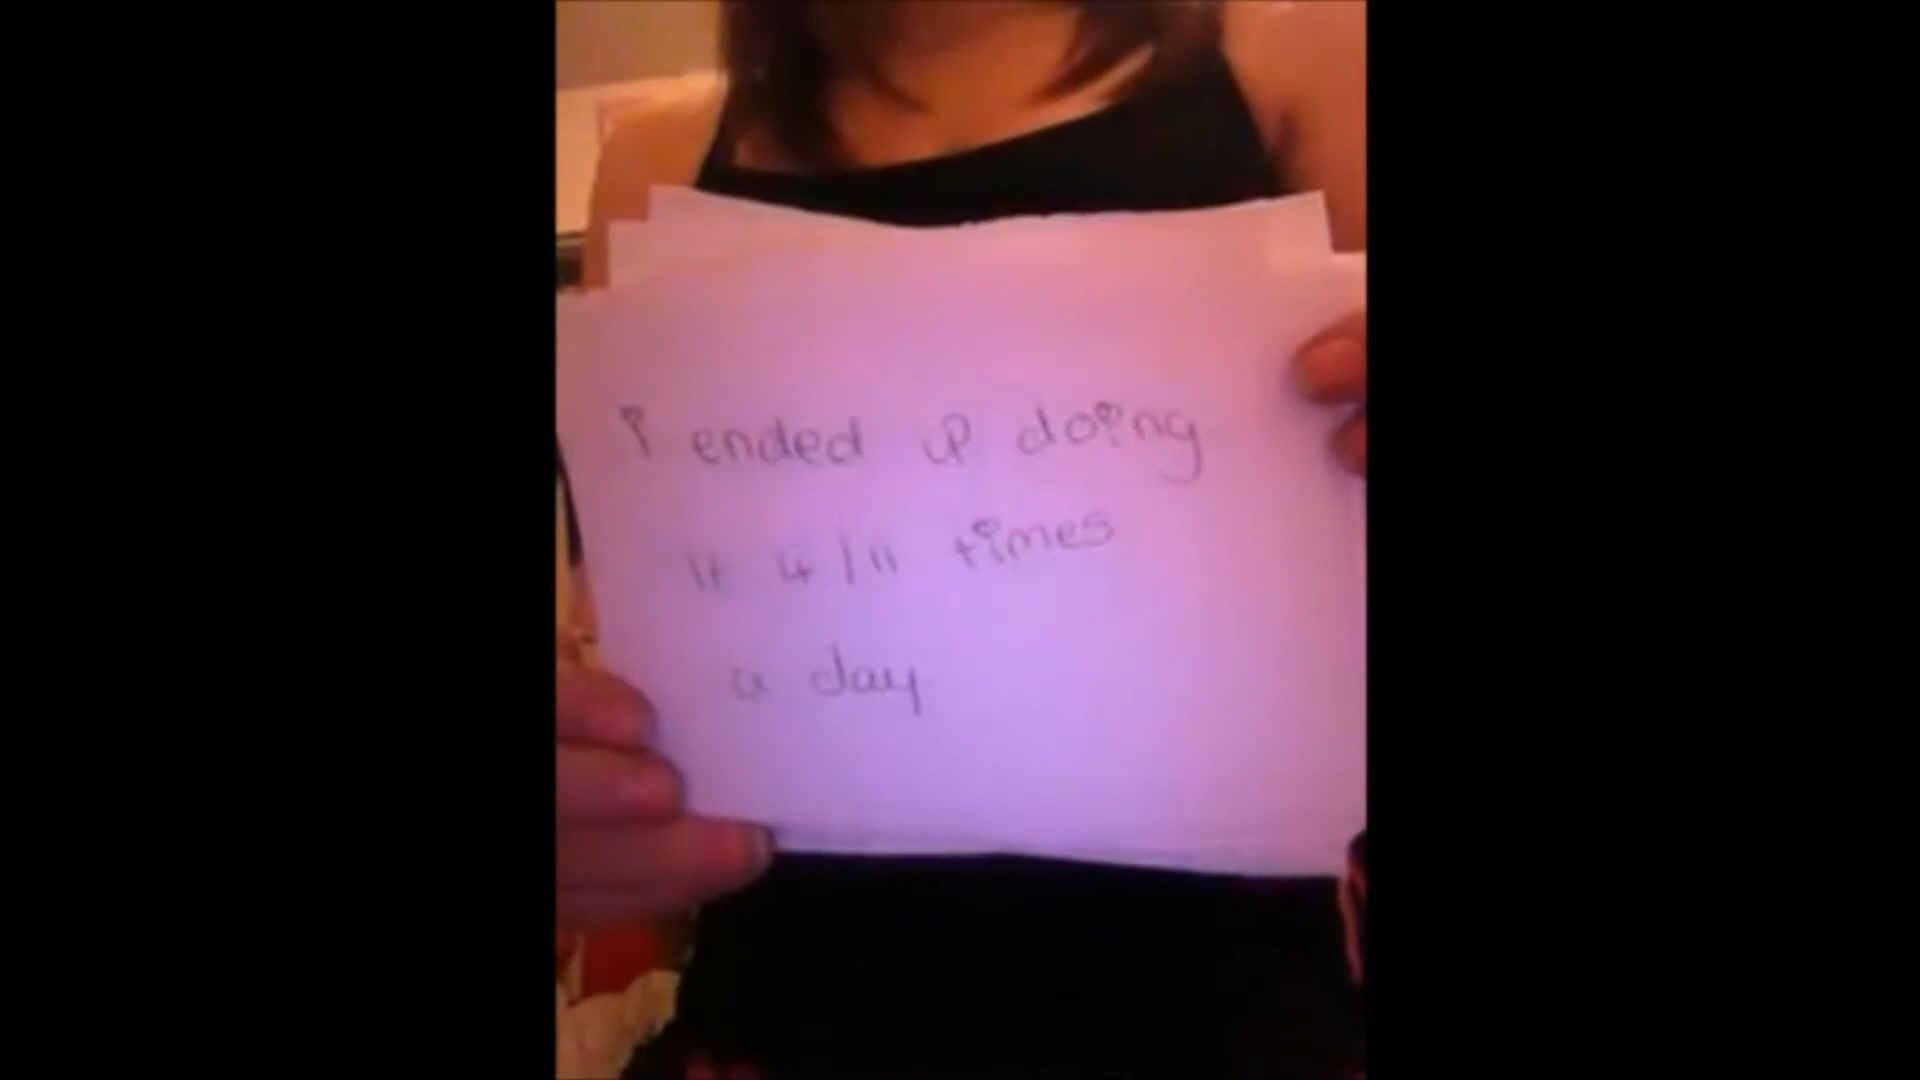 i ended up doing
it 4/11 times
a day